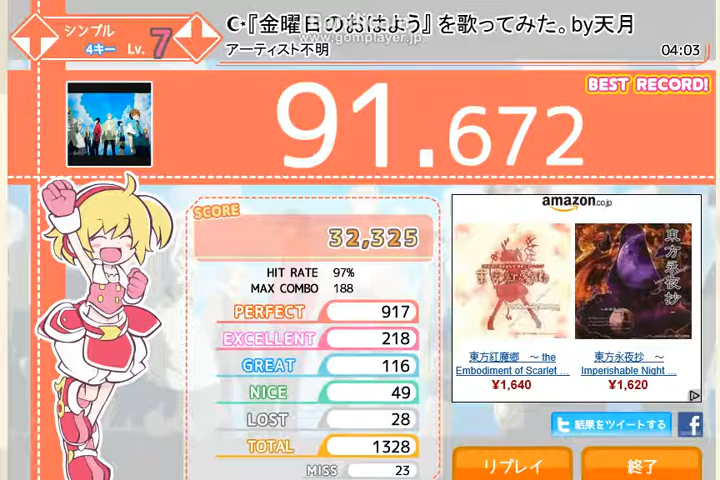 シンプル
4キー Lv. 7
☪『金曜日のおはよう』を歌ってみた。by天月
www.gomplayer.jp
アーティスト不明
04:03
BEST RECORD!
91.672
SCORE
32,325
HIT RATE 97%
MAX COMBO 188
PERFECT 917
EXCELLENT 218
GREAT 116
NICE 49
LOST 28
TOTAL 1328
MISS 23
amazon.co.jp
東方紅魔郷 ～ the Embodiment of Scarlet ...
¥1,640
東方永夜抄
東方永夜抄 ～ Imperishable Night ...
¥1,620
結果をツイートする
f
リプレイ
終了